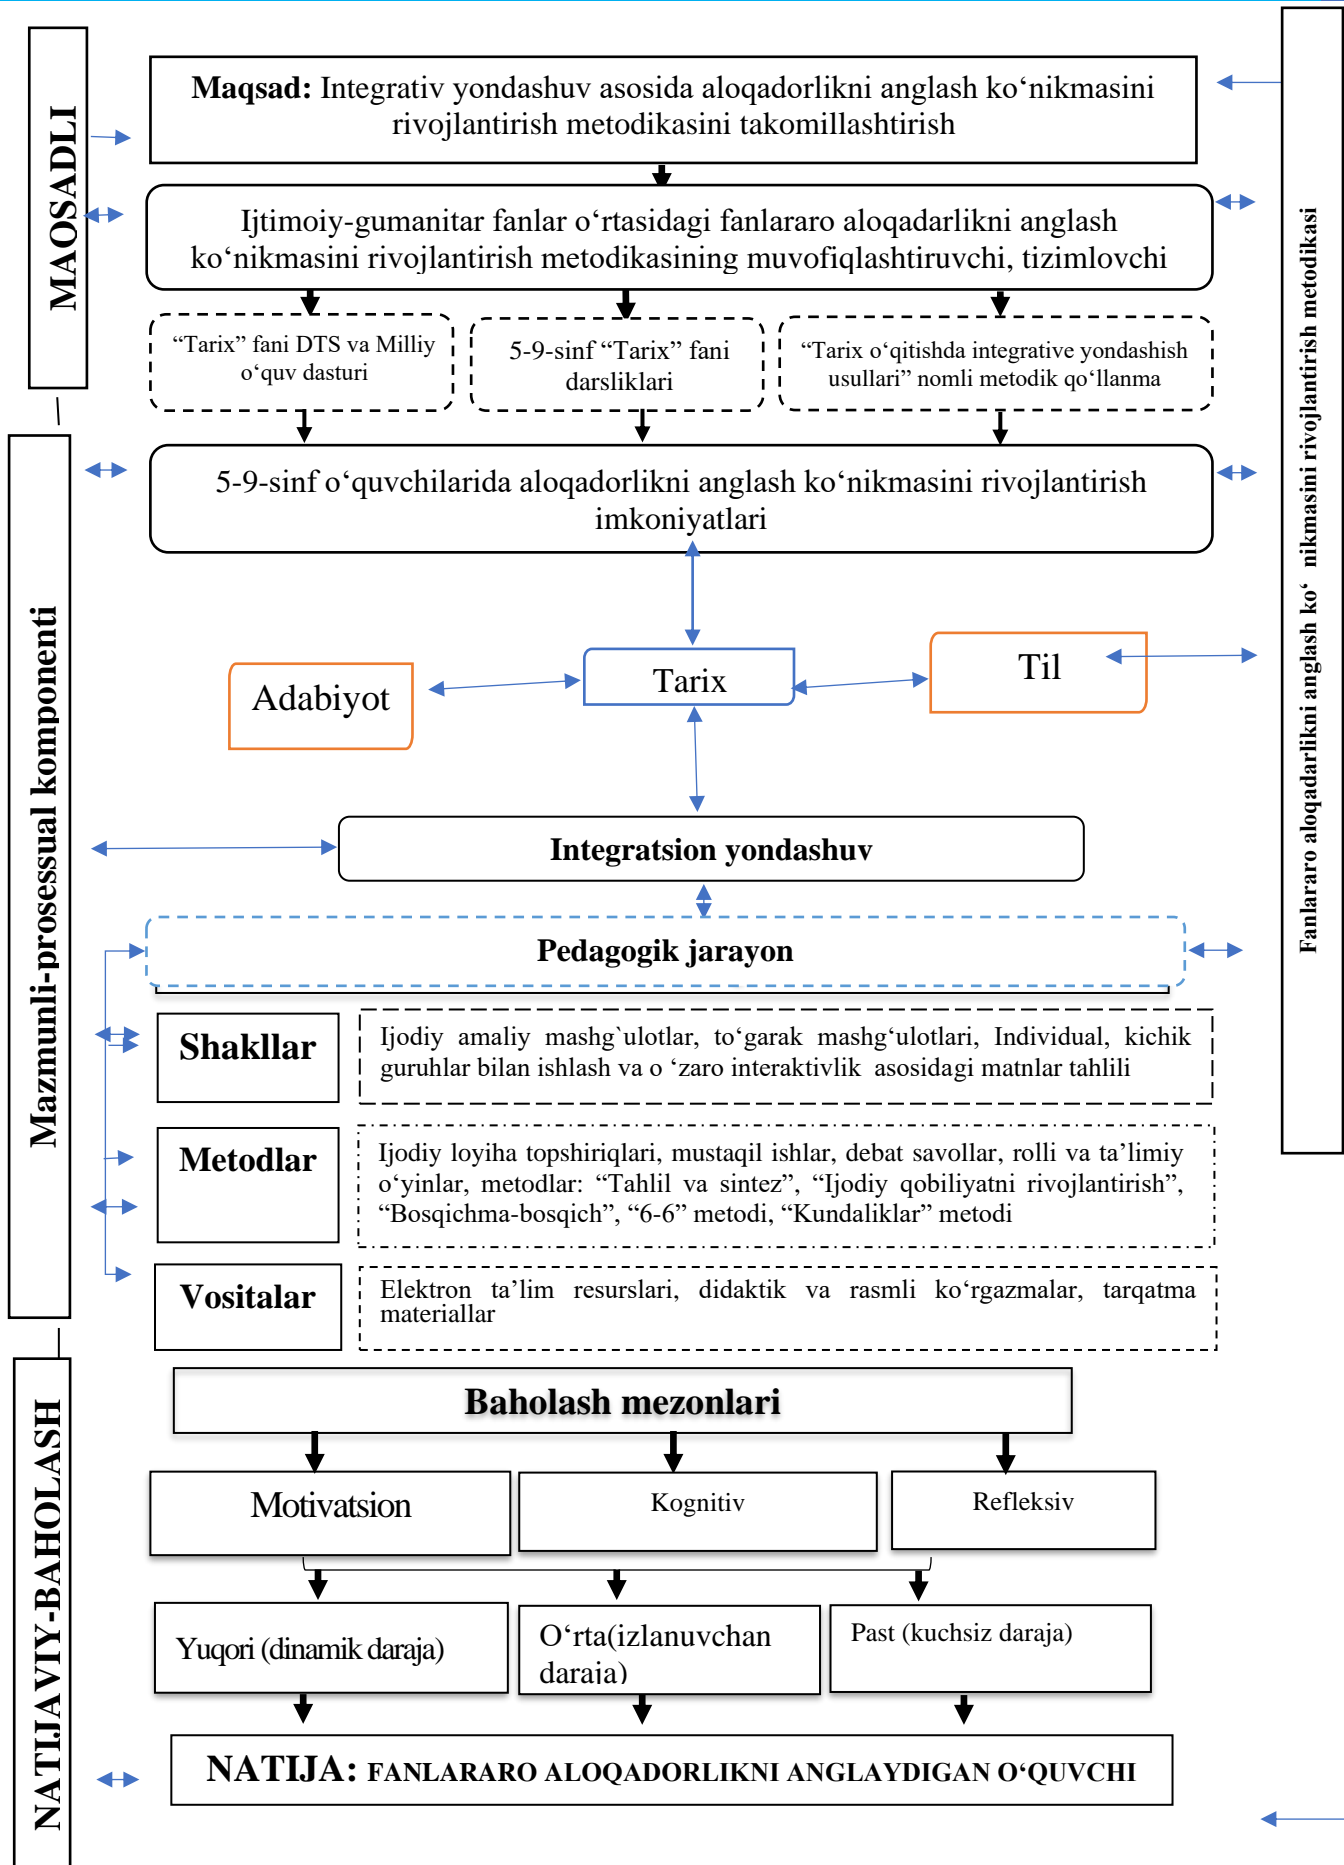 MAQSADLI
Maqsad: Integrativ yondashuv asosida aloqadorlikni anglash ko‘nikmasini
rivojlantirish metodikasini takomillashtirish
Ijtimoiy-gumanitar fanlar o‘rtasidagi fanlararo aloqadarlikni anglash
ko‘nikmasini rivojlantirish metodikasining muvofiqlashtiruvchi, tizimlovchi
“Tarix” fani DTS va Milliy
o‘quv dasturi
5-9-sinf “Tarix” fani
darsliklari
“Tarix o‘qitishda integrative yondashish
usullari” nomli metodik qo‘llanma
Fanlararo aloqadarlikni anglash ko‘ nikmasini rivojlantirish metodikasi
Mazmunli-prosessual komponenti
5-9-sinf o‘quvchilarida aloqadorlikni anglash ko‘nikmasini rivojlantirish
imkoniyatlari
Adabiyot
Tarix
Til
Integratsion yondashuv
Pedagogik jarayon
Shakllar
Ijodiy amaliy mashg`ulotlar, to‘garak mashg‘ulotlari, Individual, kichik
guruhlar bilan ishlash va o ‘zaro interaktivlik asosidagi matnlar tahlili
Metodlar
Ijodiy loyiha topshiriqlari, mustaqil ishlar, debat savollar, rolli va ta’limiy
o‘yinlar, metodlar: “Tahlil va sintez”, “Ijodiy qobiliyatni rivojlantirish”,
“Bosqichma-bosqich”, “6-6” metodi, “Kundaliklar” metodi
Vositalar
Elektron ta’lim resurslari, didaktik va rasmli ko‘rgazmalar, tarqatma
materiallar
NATIJAVIY-BAHOLASH
Baholash mezonlari
Motivatsion
Kognitiv
Refleksiv
Yuqori (dinamik daraja)
O‘rta(izlanuvchan
daraja)
Past (kuchsiz daraja)
NATIJA: FANLARARO ALOQADORLIKNI ANGLAYDIGAN O‘QUVCHI